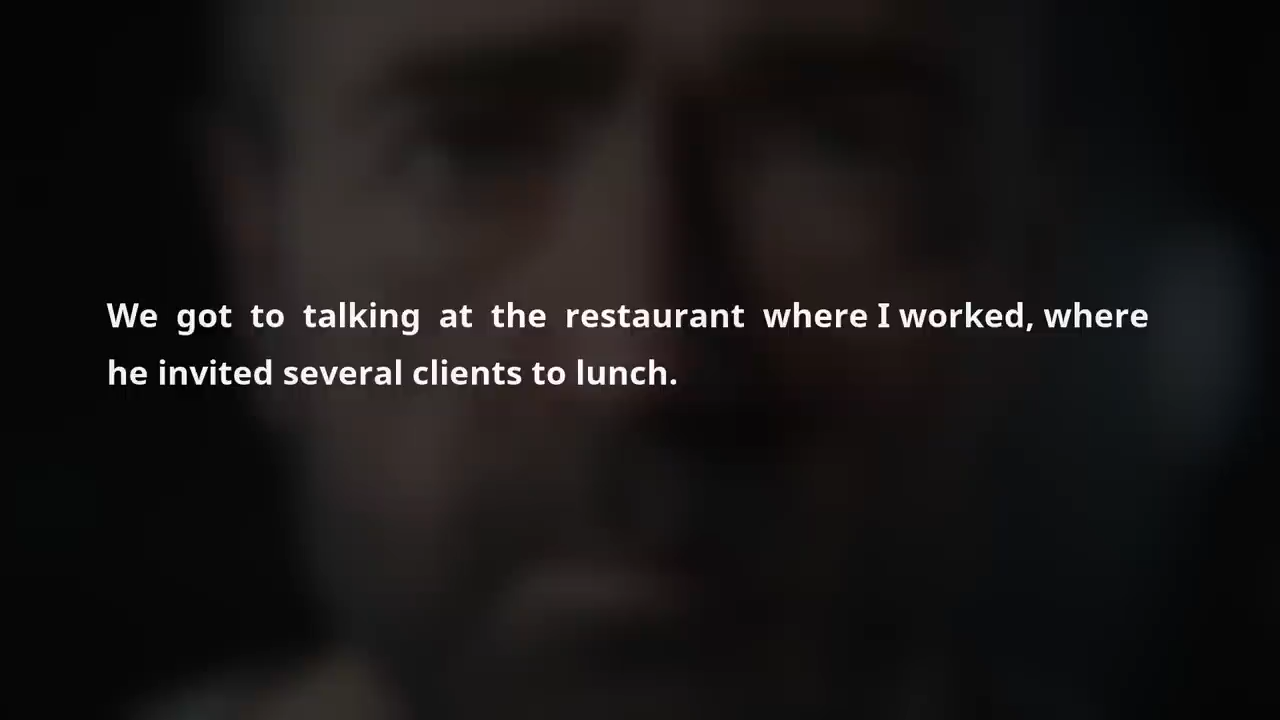 We got to talking at the restaurant where I worked, where
he invited several clients to lunch.